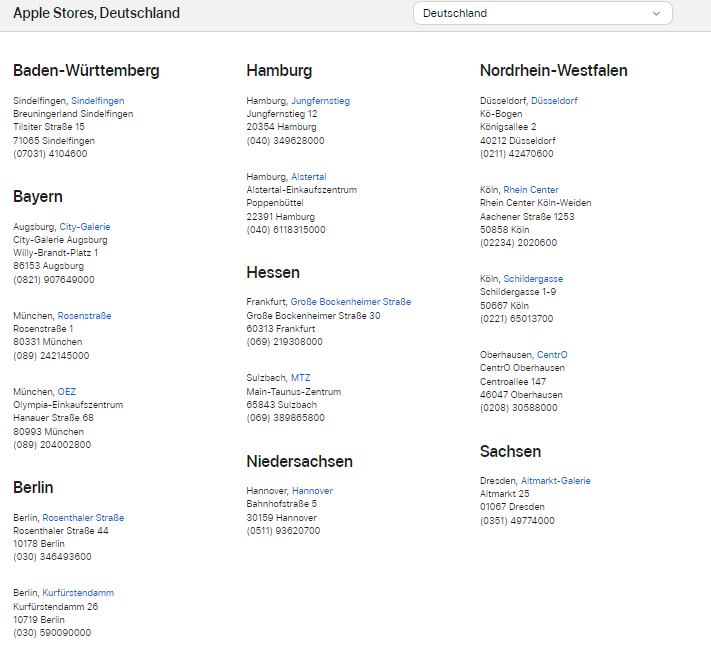 Apple Stores, Deutschland
Deutschland
Baden-Württemberg
Sindelfingen, Sindelfingen
Breuningerland Sindelfingen
Tilsiter Straße 15
71065 Sindelfingen
(07031) 4104600
Bayern
Augsburg, City-Galerie
City-Galerie Augsburg
Willy-Brandt-Platz 1
86153 Augsburg
(0821) 907649000
München, Rosenstraße
Rosenstraße 1
80331 München
(089) 242145000
München, OEZ
Olympia-Einkaufszentrum
Hanauer Straße 68
80993 München
(089) 204002800
Berlin
Berlin, Rosenthaler Straße
Rosenthaler Straße 44
10178 Berlin
(030) 346493600
Berlin, Kurfürstendamm
Kurfürstendamm 26
10719 Berlin
(030) 590090000
Hamburg
Hamburg, Jungfernstieg
Jungfernstieg 12
20354 Hamburg
(040) 349628000
Hamburg, Alstertal
Alstertal-Einkaufszentrum
Poppenbüttel
22391 Hamburg
(040) 6118315000
Hessen
Frankfurt, Große Bockenheimer Straße
Große Bockenheimer Straße 30
60313 Frankfurt
(069) 219308000
Sulzbach, MTZ
Main-Taunus-Zentrum
65843 Sulzbach
(069) 389865800
Niedersachsen
Hannover, Hannover
Bahnhofstraße 5
30159 Hannover
(0511) 93620700
Nordrhein-Westfalen
Düsseldorf, Düsseldorf
Kö-Bogen
Königsallee 2
40212 Düsseldorf
(0211) 42470600
Köln, Rhein Center
Rhein Center Köln-Weiden
Aachener Straße 1253
50858 Köln
(02234) 2020600
Köln, Schildergasse
Schildergasse 1-9
50667 Köln
(0221) 65013700
Oberhausen, CentrO
CentrO Oberhausen
Centroallee 147
46047 Oberhausen
(0208) 30588000
Sachsen
Dresden, Altmarkt-Galerie
Altmarkt 25
01067 Dresden
(0351) 49774000